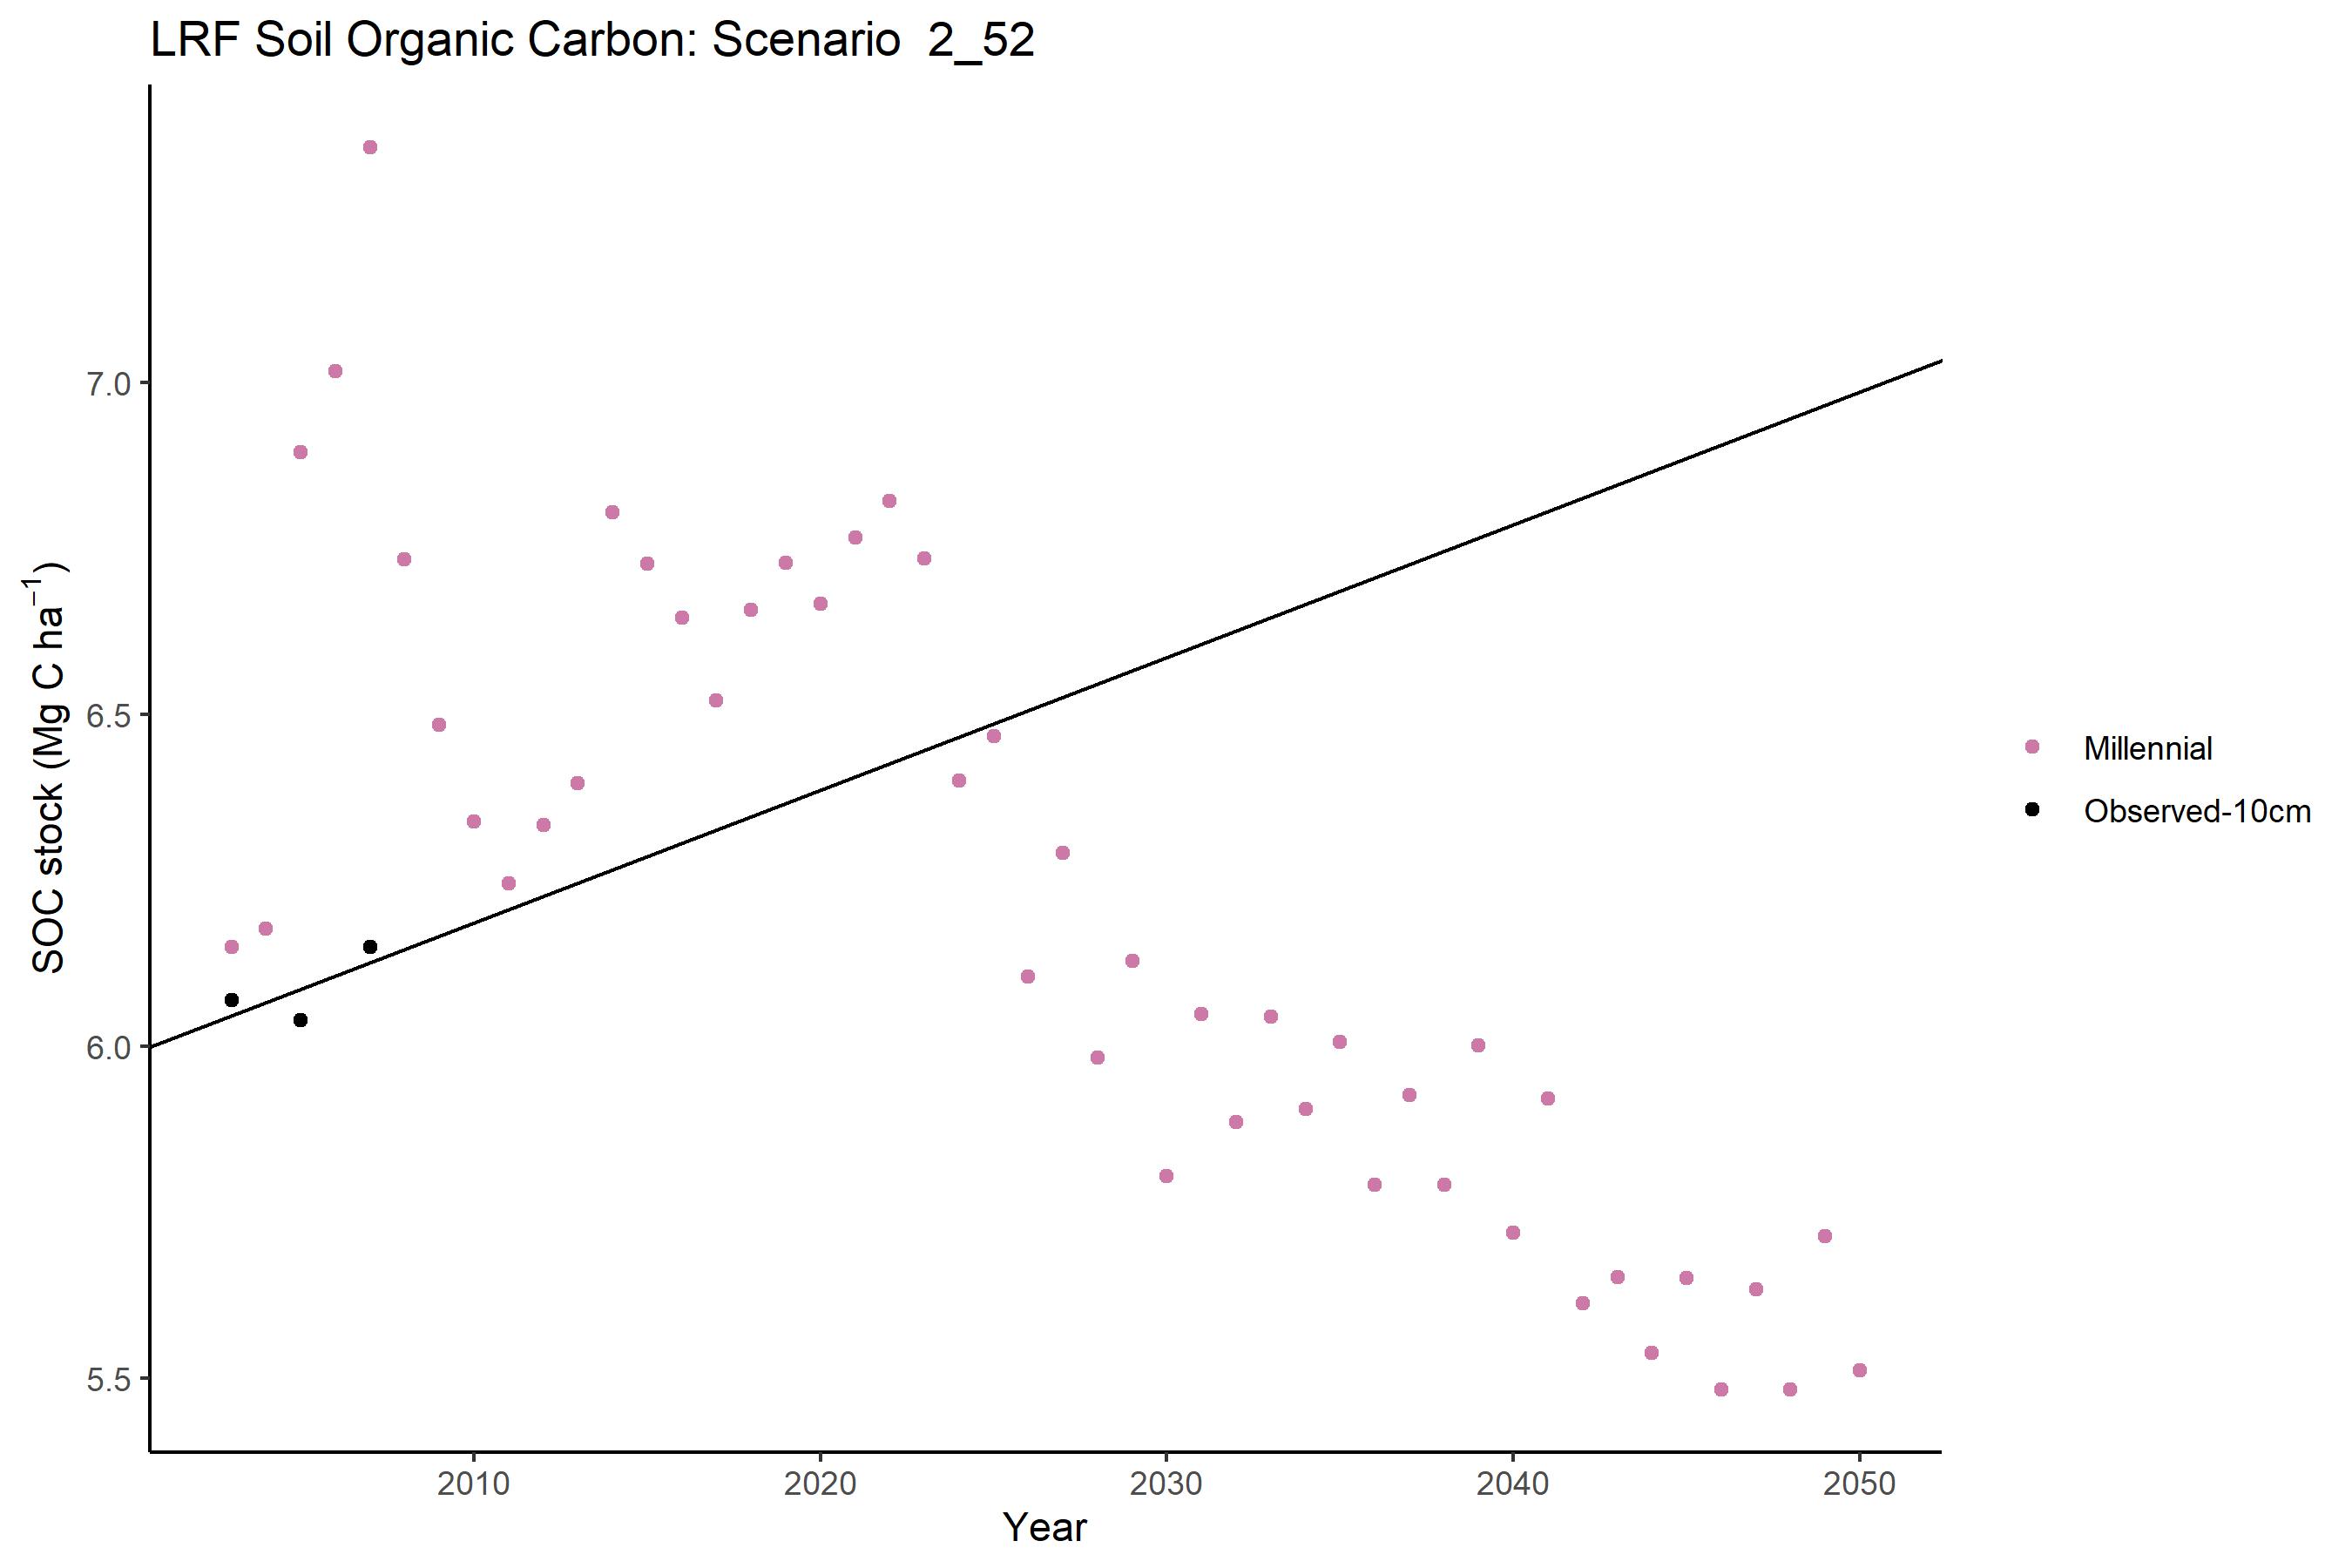 LRF Soil Organic Carbon: Scenario  2_52
SOC stock (Mg C ha−1)
7.0
6.5
6.0
5.5
2010 2020 2030 2040 2050
Year
Millennial
Observed-10cm